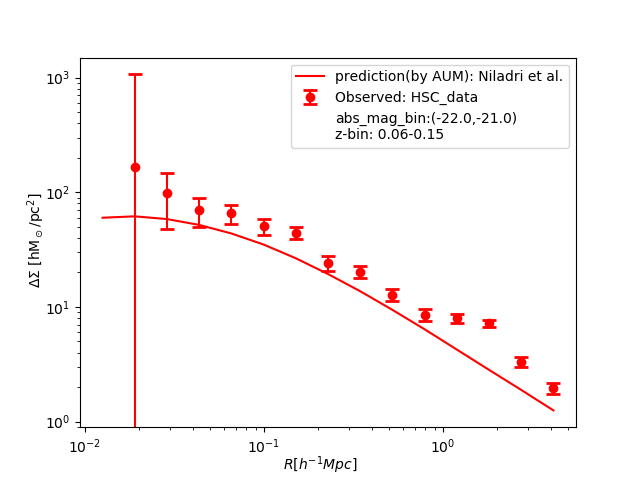 prediction(by AUM): Niladri et al.
Observed: HSC_data
abs_mag_bin:(-22.0,-21.0)
z-bin: 0.06-0.15
10³
10²
10¹
10⁰
ΔΣ [hM⊙/pc²]
10⁻²
10⁻¹
10⁰
R[h⁻¹Mpc]